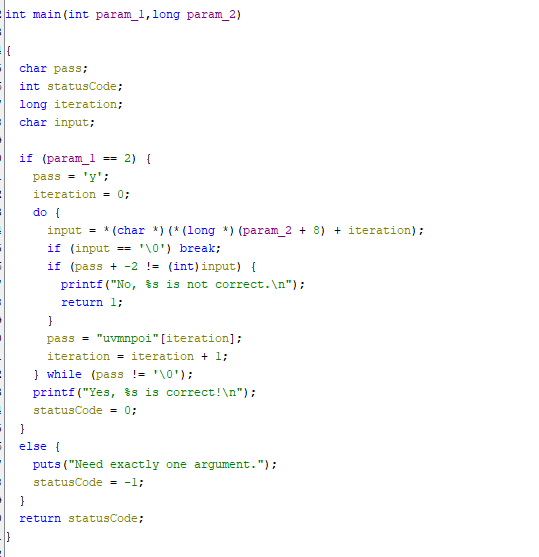 int main(int param_1,long param_2)
{
char pass;
int statusCode;
long iteration;
char input;
if (param_1 == 2) {
pass = 'y';
iteration = 0;
do {
input = *(char *)(*(long *)(param_2 + 8) + iteration);
if (input == '\0') break;
if (pass + -2 != (int)input) {
printf("No, %s is not correct.\n");
return 1;
}
pass = "uvmnpoi"[iteration];
iteration = iteration + 1;
} while (pass != '\0');
printf("Yes, %s is correct!\n");
statusCode = 0;
}
else {
puts("Need exactly one argument.");
statusCode = -1;
}
return statusCode;
}